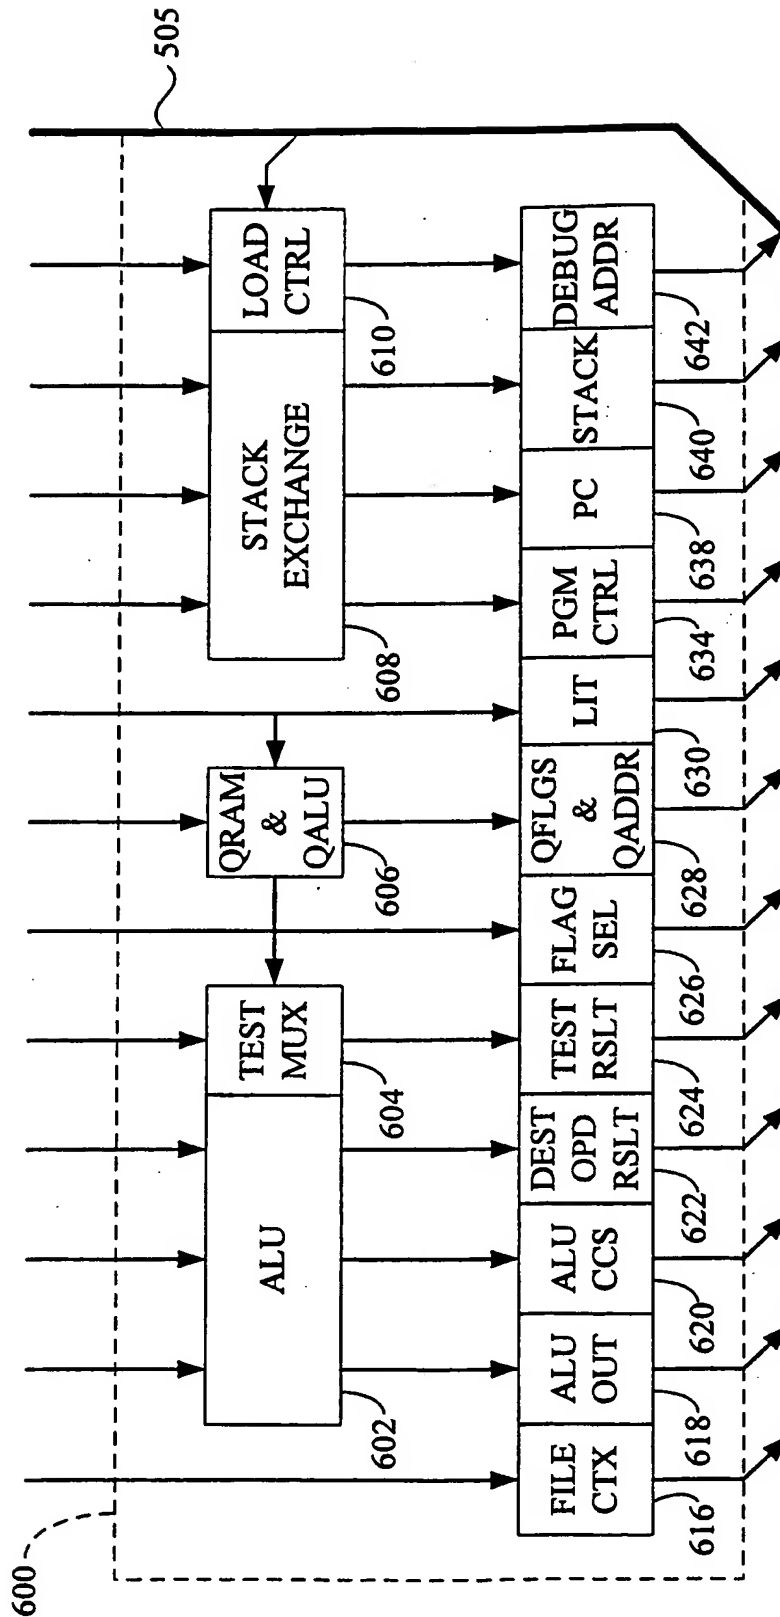 600
505
ALU
TEST
MUX
QRAM
&
QALU
STACK
EXCHANGE
LOAD
CTRL
602
604
606
608
610
FILE
CTX
ALU
OUT
ALU
CCS
DEST
OPD
RSLT
TEST
RSLT
FLAG
SEL
QFLGS
&
QADDR
LIT
PGM
CTRL
PC
STACK
DEBUG
ADDR
616
618
620
622
624
626
628
630
634
638
640
642